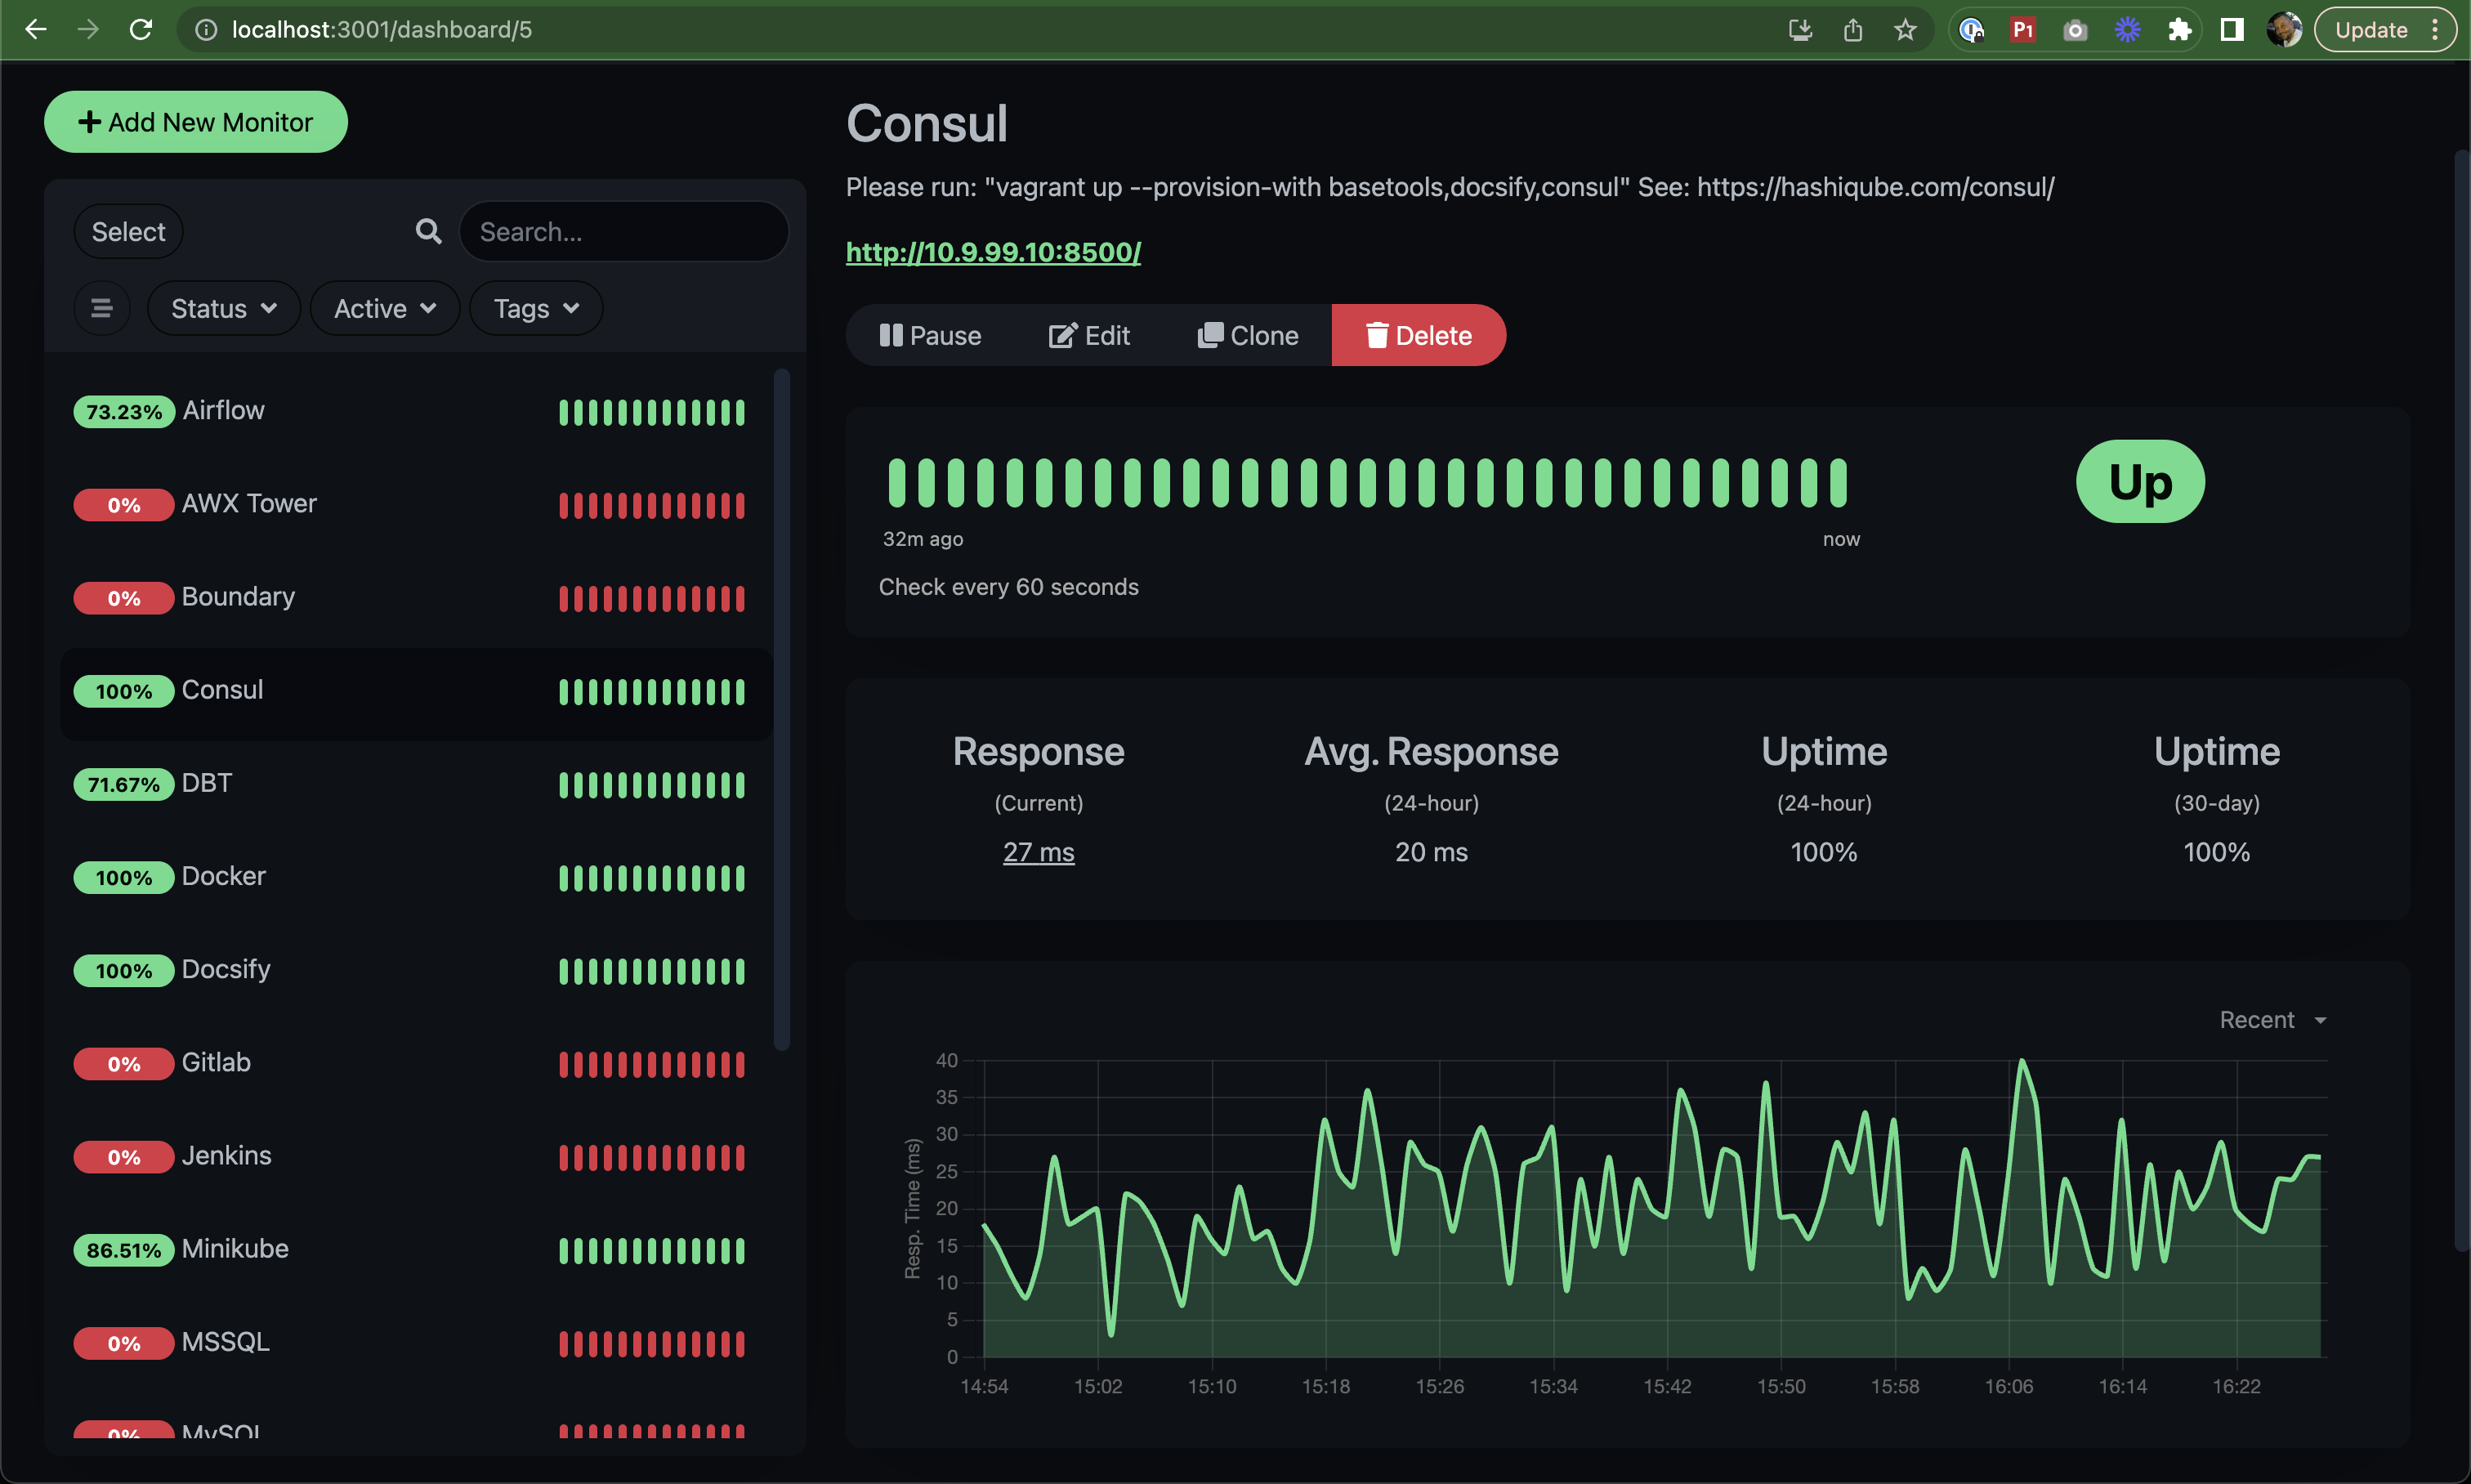 localhost:3001/dashboard/5
P1
Update
Add New Monitor
Select
Search...
Status
Active
Tags
73.23% Airflow
0% AWX Tower
0% Boundary
100% Consul
71.67% DBT
100% Docker
100% Docsify
0% Gitlab
0% Jenkins
86.51% Minikube
0% MSSQL
0% MySQL
Consul
Please run: "vagrant up --provision-with basetools,docsify,consul" See: https://hashiqube.com/consul/
http://10.9.99.10:8500/
Pause
Edit
Clone
Delete
Up
32m ago
now
Check every 60 seconds
Response
(Current)
27 ms
Avg. Response
(24-hour)
20 ms
Uptime
(24-hour)
100%
Uptime
(30-day)
100%
Recent
Resp. Time (ms)
40
35
30
25
20
15
10
5
0
14:54 15:02 15:10 15:18 15:26 15:34 15:42 15:50 15:58 16:06 16:14 16:22